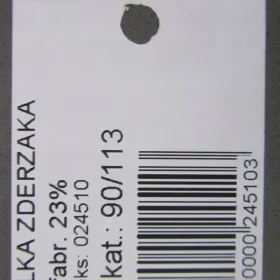 LKA ZDERZAKA
fabr. 23%
ks: 024510
kat.: 90/113
0000245103